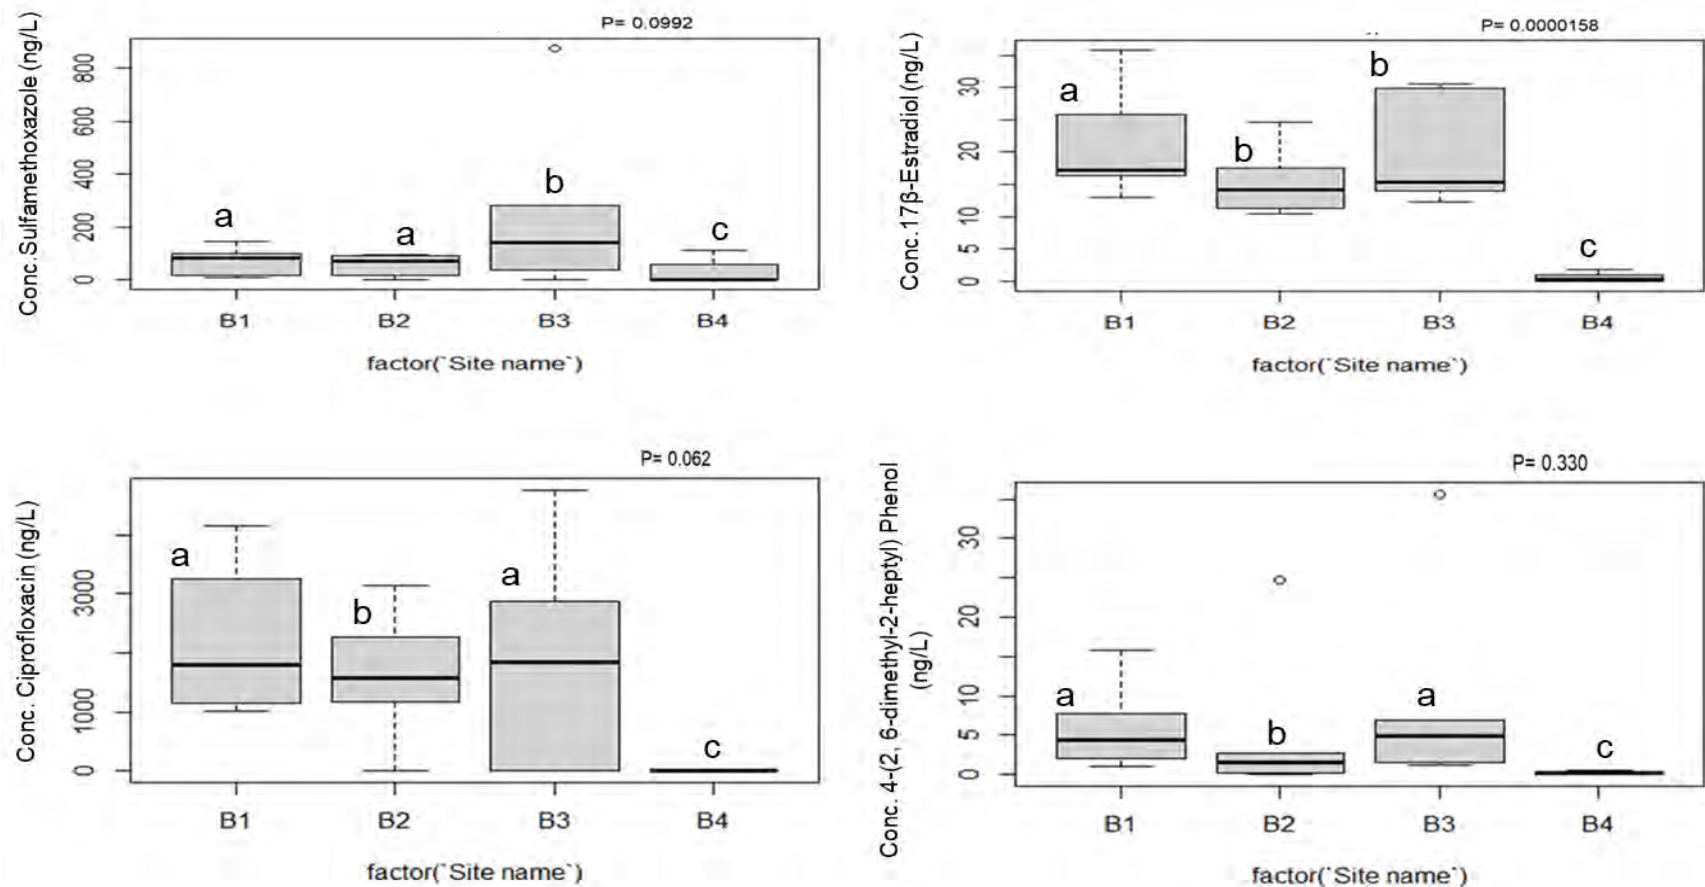 P= 0.0992
Conc. Sulfamethoxazole (ng/L)
800
600
400
200
0
a
a
b
c
B1
B2
B3
B4
factor(`Site name`)
P= 0.0000158
Conc. 17β-Estradiol (ng/L)
30
20
10
5
0
a
b
b
c
B1
B2
B3
B4
factor(`Site name`)
P= 0.062
Conc. Ciprofloxacin (ng/L)
3000
1000
0
a
b
a
c
B1
B2
B3
B4
factor(`Site name`)
P= 0.330
Conc. 4-(2, 6-dimethyl-2-heptyl) Phenol
(ng/L)
30
20
10
5
0
a
b
a
c
B1
B2
B3
B4
factor(`Site name`)